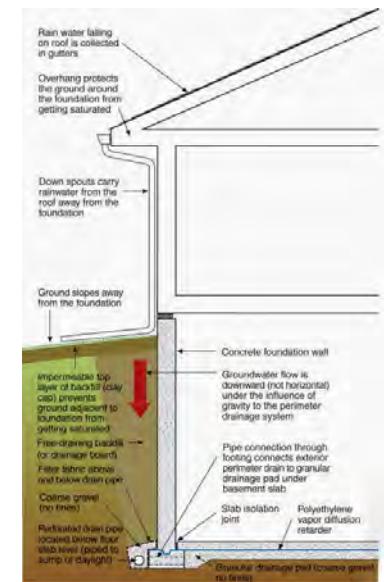 Rain water falling
on roof is collected
in gutters
Overhang protects
the ground around
the foundation from
getting saturated
Down spouts carry
rainwater from the
roof away from the
foundation
Ground slopes away
from the foundation
Impermeable top
layer of backfill (clay
cap) prevents
ground adjacent to
foundation from
getting saturated
Free-draining backfill
(or drainage board)
Filter fabric above
and below drain pipe
Coarse gravel
(no fines)
Perforated drain pipe
located below floor
slab level (piped to
sump or daylight)
Concrete foundation wall
Groundwater flow is
downward (not horizontal)
under the influence of
gravity to the perimeter
drainage system
Pipe connection through
footing connects exterior
perimeter drain to granular
drainage pad under
basement slab
Slab isolation
joint
Polyethylene
vapor diffusion
retarder
Granular drainage pad (coarse gravel
no fines)